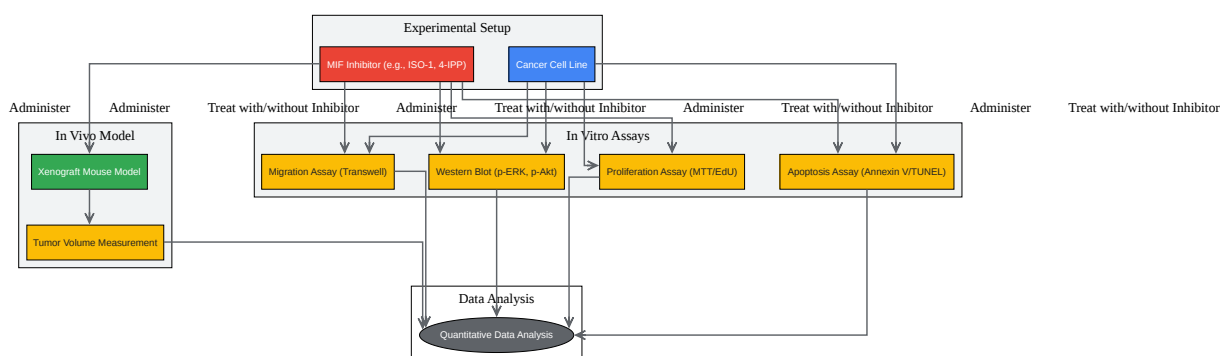 Experimental Setup
MIF Inhibitor (e.g., ISO-1, 4-IPP)
Cancer Cell Line
Administer
Administer
Treat with/without Inhibitor
Administer
Treat with/without Inhibitor
Administer
Treat with/without Inhibitor
Administer
Treat with/without Inhibitor
In Vivo Model
In Vitro Assays
Xenograft Mouse Model
Migration Assay (Transwell)
Western Blot (p-ERK, p-Akt)
Proliferation Assay (MTT/EdU)
Apoptosis Assay (Annexin V/TUNEL)
Tumor Volume Measurement
Data Analysis
Quantitative Data Analysis